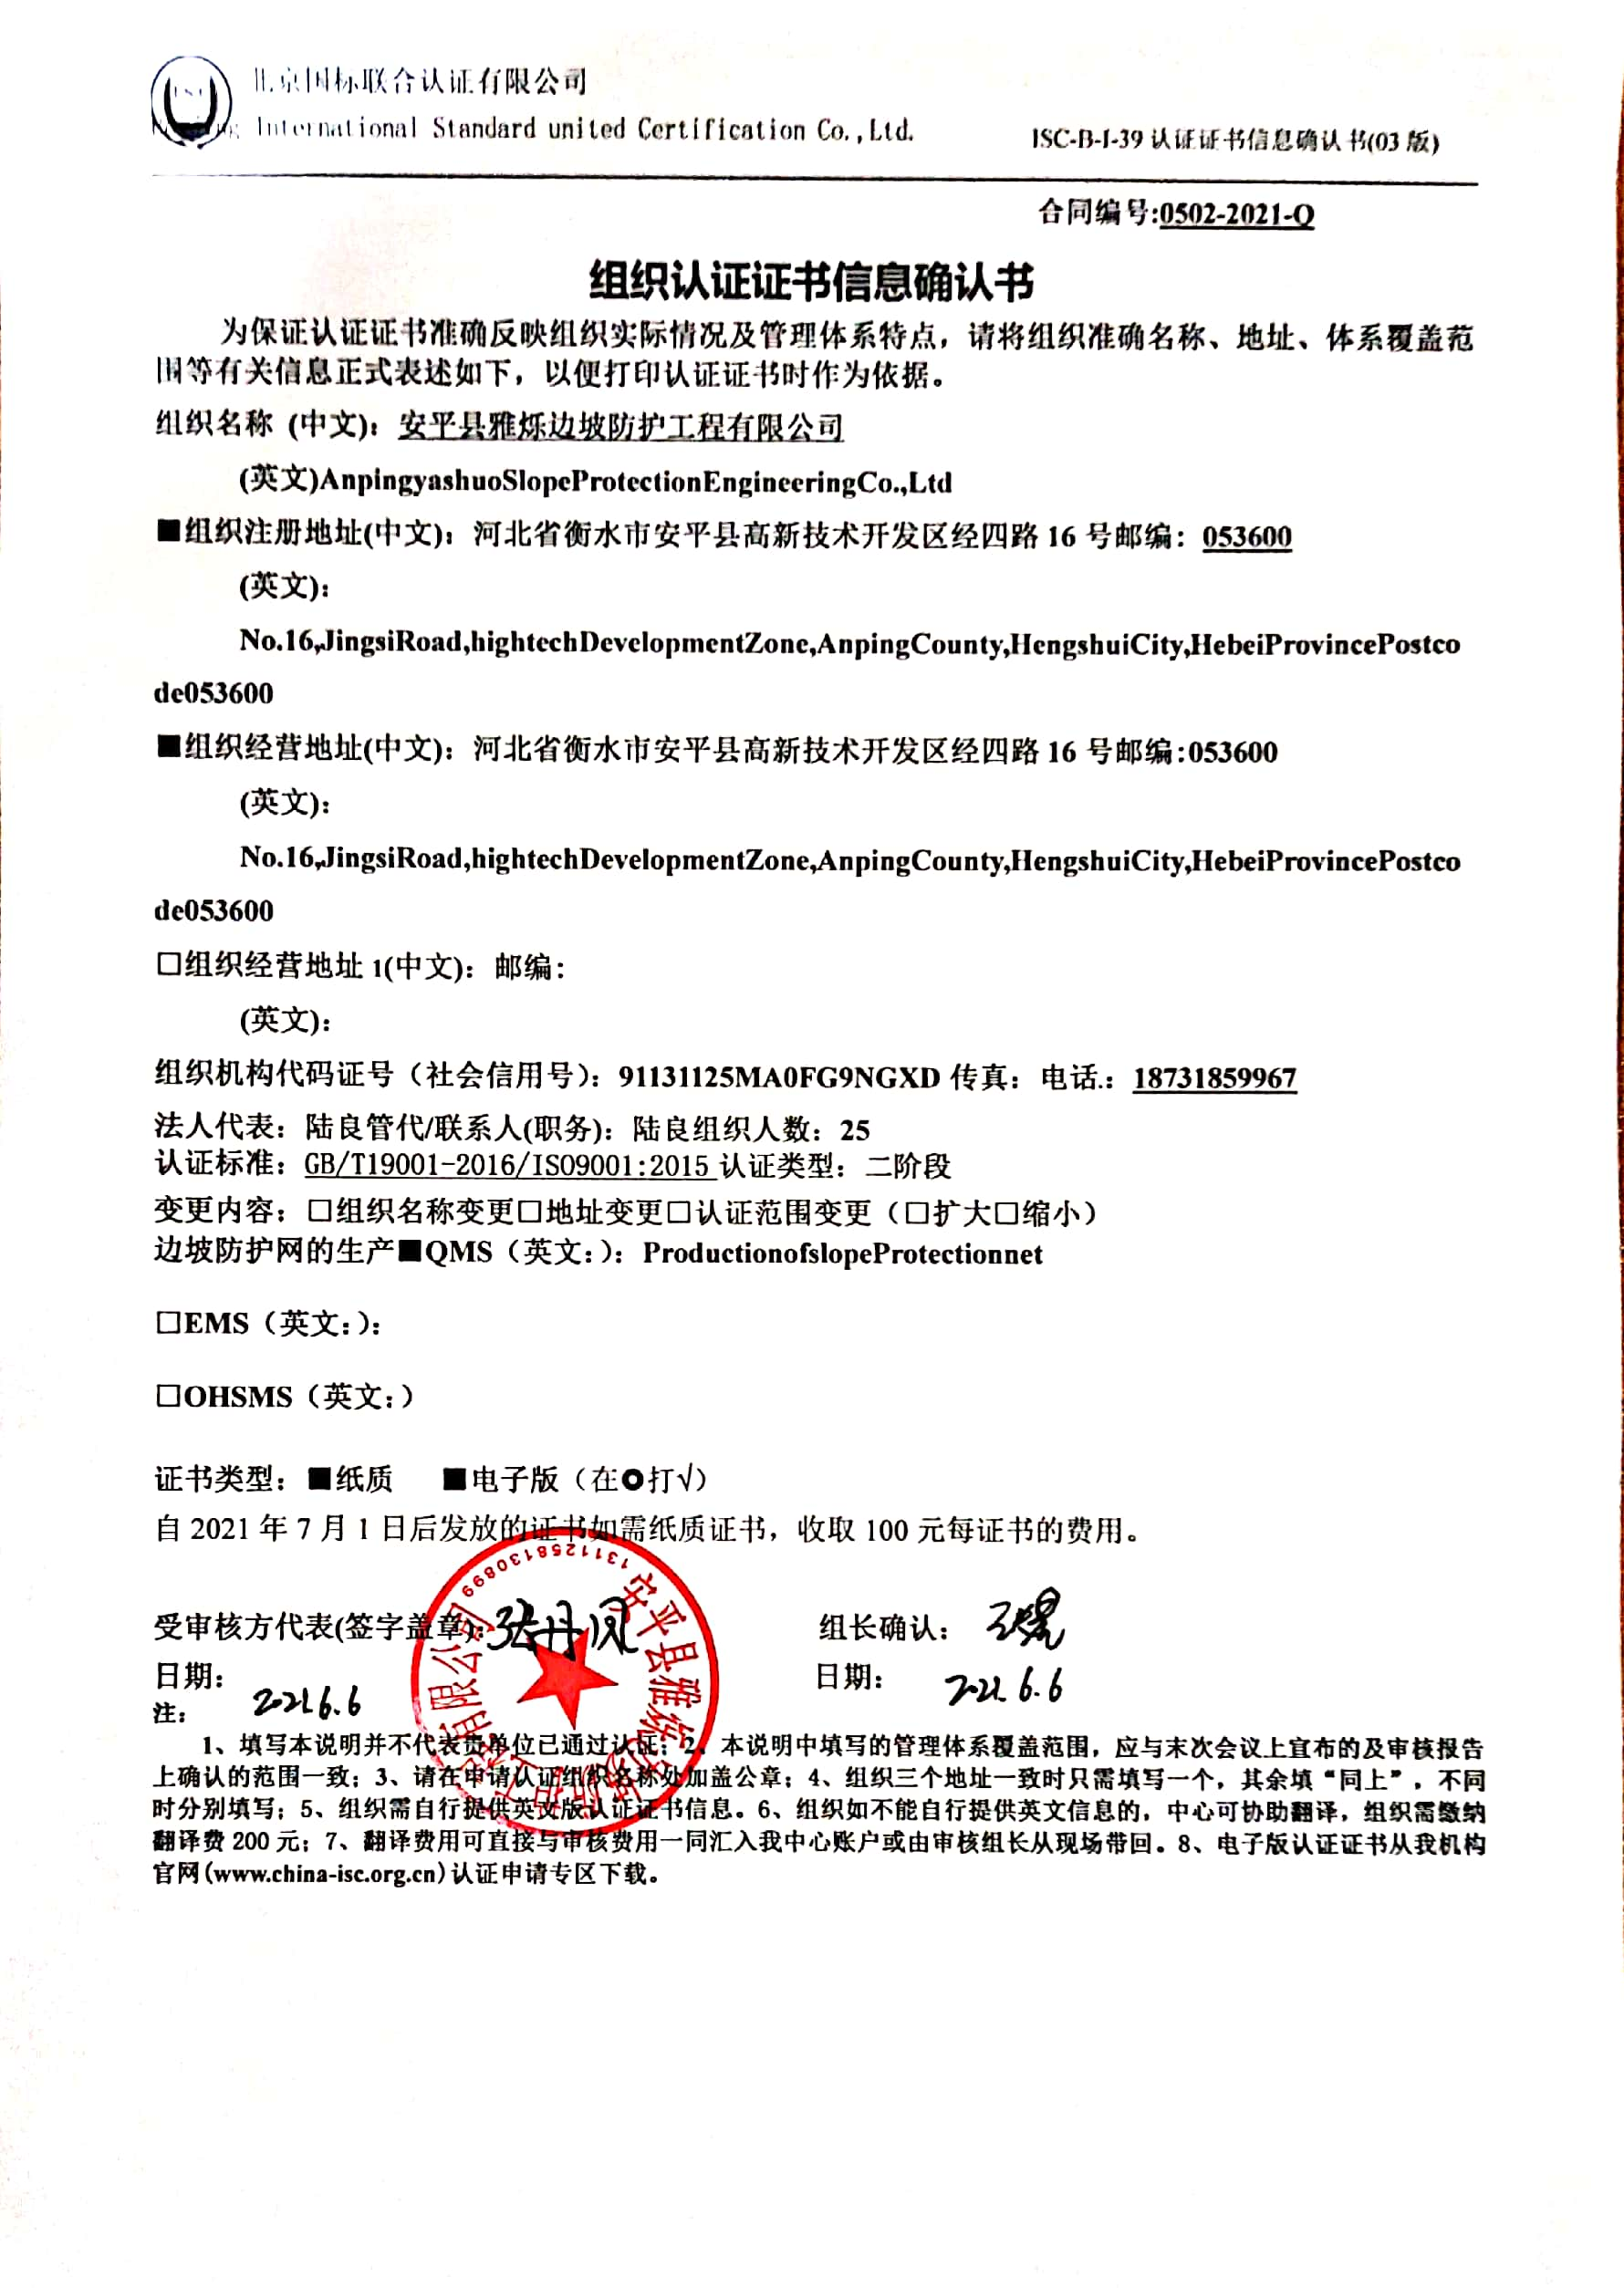 北京国标联合认证有限公司
Beijing International Standard united Certification Co.,Ltd.
ISC-B-I-39 认证证书信息确认书(03 版)
合同编号:0502-2021-Q
组织认证证书信息确认书
为保证认证证书准确反映组织实际情况及管理体系特点，请将组织准确名称、地址、体系覆盖范
围等有关信息正式表述如下，以便打印认证证书时作为依据。
组织名称 (中文)：安平县雅烁边坡防护工程有限公司
(英文)AnpingyashuoSlopeProtectionEngineeringCo.,Ltd
■组织注册地址(中文)：河北省衡水市安平县高新技术开发区经四路 16 号邮编：053600
(英文)：
No.16,JingsiRoad,hightechDevelopmentZone,AnpingCounty,HengshuiCity,HebeiProvincePostco
de053600
■组织经营地址(中文)：河北省衡水市安平县高新技术开发区经四路 16 号邮编:053600
(英文)：
No.16,JingsiRoad,hightechDevelopmentZone,AnpingCounty,HengshuiCity,HebeiProvincePostco
de053600
□组织经营地址 1(中文)：邮编：
(英文)：
组织机构代码证号（社会信用号）：91131125MA0FG9NGXD 传真：电话.：18731859967
法人代表：陆良管代/联系人(职务)：陆良组织人数：25
认证标准：GB/T19001-2016/ISO9001:2015 认证类型：二阶段
变更内容：□组织名称变更□地址变更□认证范围变更（□扩大□缩小）
边坡防护网的生产■QMS（英文：）：ProductionofslopeProtectionnet
□EMS（英文：）：
□OHSMS（英文：）
证书类型：■纸质 ■电子版（在○打√）
自 2021 年 7 月 1 日后发放的证书如需纸质证书，收取 100 元每证书的费用。
受审核方代表(签字盖章)：张丹凤 组长确认：
日期：2021.6.6 日期：2021.6.6
注：
1、填写本说明并不代表贵单位已通过认证；2、本说明中填写的管理体系覆盖范围，应与末次会议上宣布的及审核报告
上确认的范围一致；3、请在申请认证组织名称处加盖公章；4、组织三个地址一致时只需填写一个，其余填“同上”，不同
时分别填写；5、组织需自行提供英文版认证证书信息。6、组织如不能自行提供英文信息的，中心可协助翻译，组织需缴纳
翻译费 200 元；7、翻译费用可直接与审核费用一同汇入我中心账户或由审核组长从现场带回。8、电子版认证证书从我机构
官网(www.china-isc.org.cn)认证申请专区下载。
安平县雅烁边坡防护工程有限公司
1311258130899